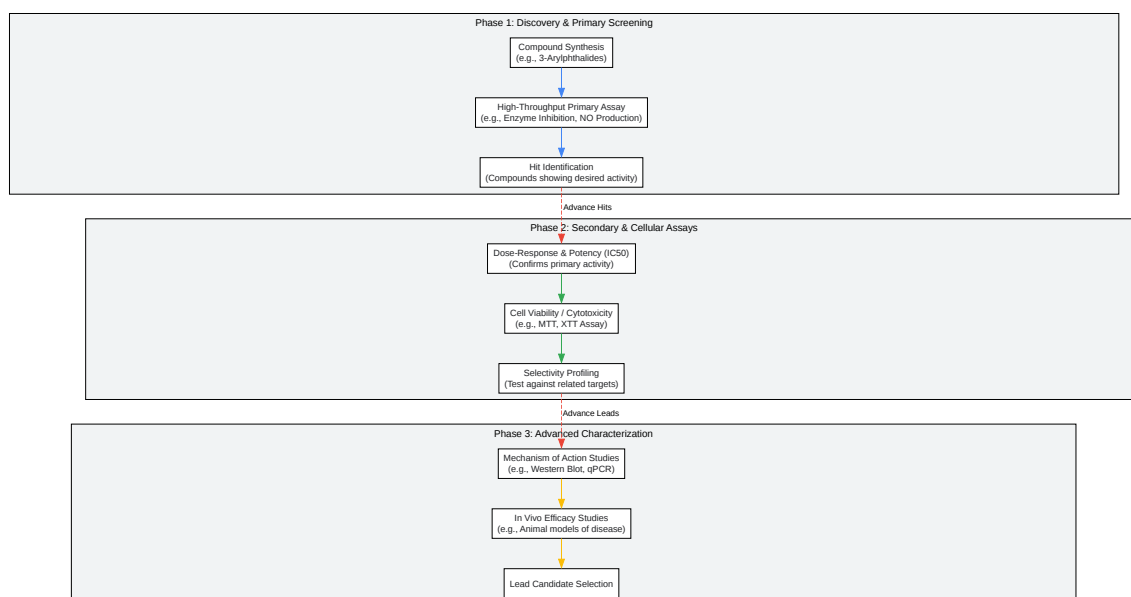 Phase 1: Discovery & Primary Screening
Compound Synthesis
(e.g., 3-Arylphthalides)
High-Throughput Primary Assay
(e.g., Enzyme Inhibition, NO Production)
Hit Identification
(Compounds showing desired activity)
Advance Hits
Phase 2: Secondary & Cellular Assays
Dose-Response & Potency (IC50)
(Confirms primary activity)
Cell Viability / Cytotoxicity
(e.g., MTT, XTT Assay)
Selectivity Profiling
(Test against related targets)
Advance Leads
Phase 3: Advanced Characterization
Mechanism of Action Studies
(e.g., Western Blot, qPCR)
In Vivo Efficacy Studies
(e.g., Animal models of disease)
Lead Candidate Selection